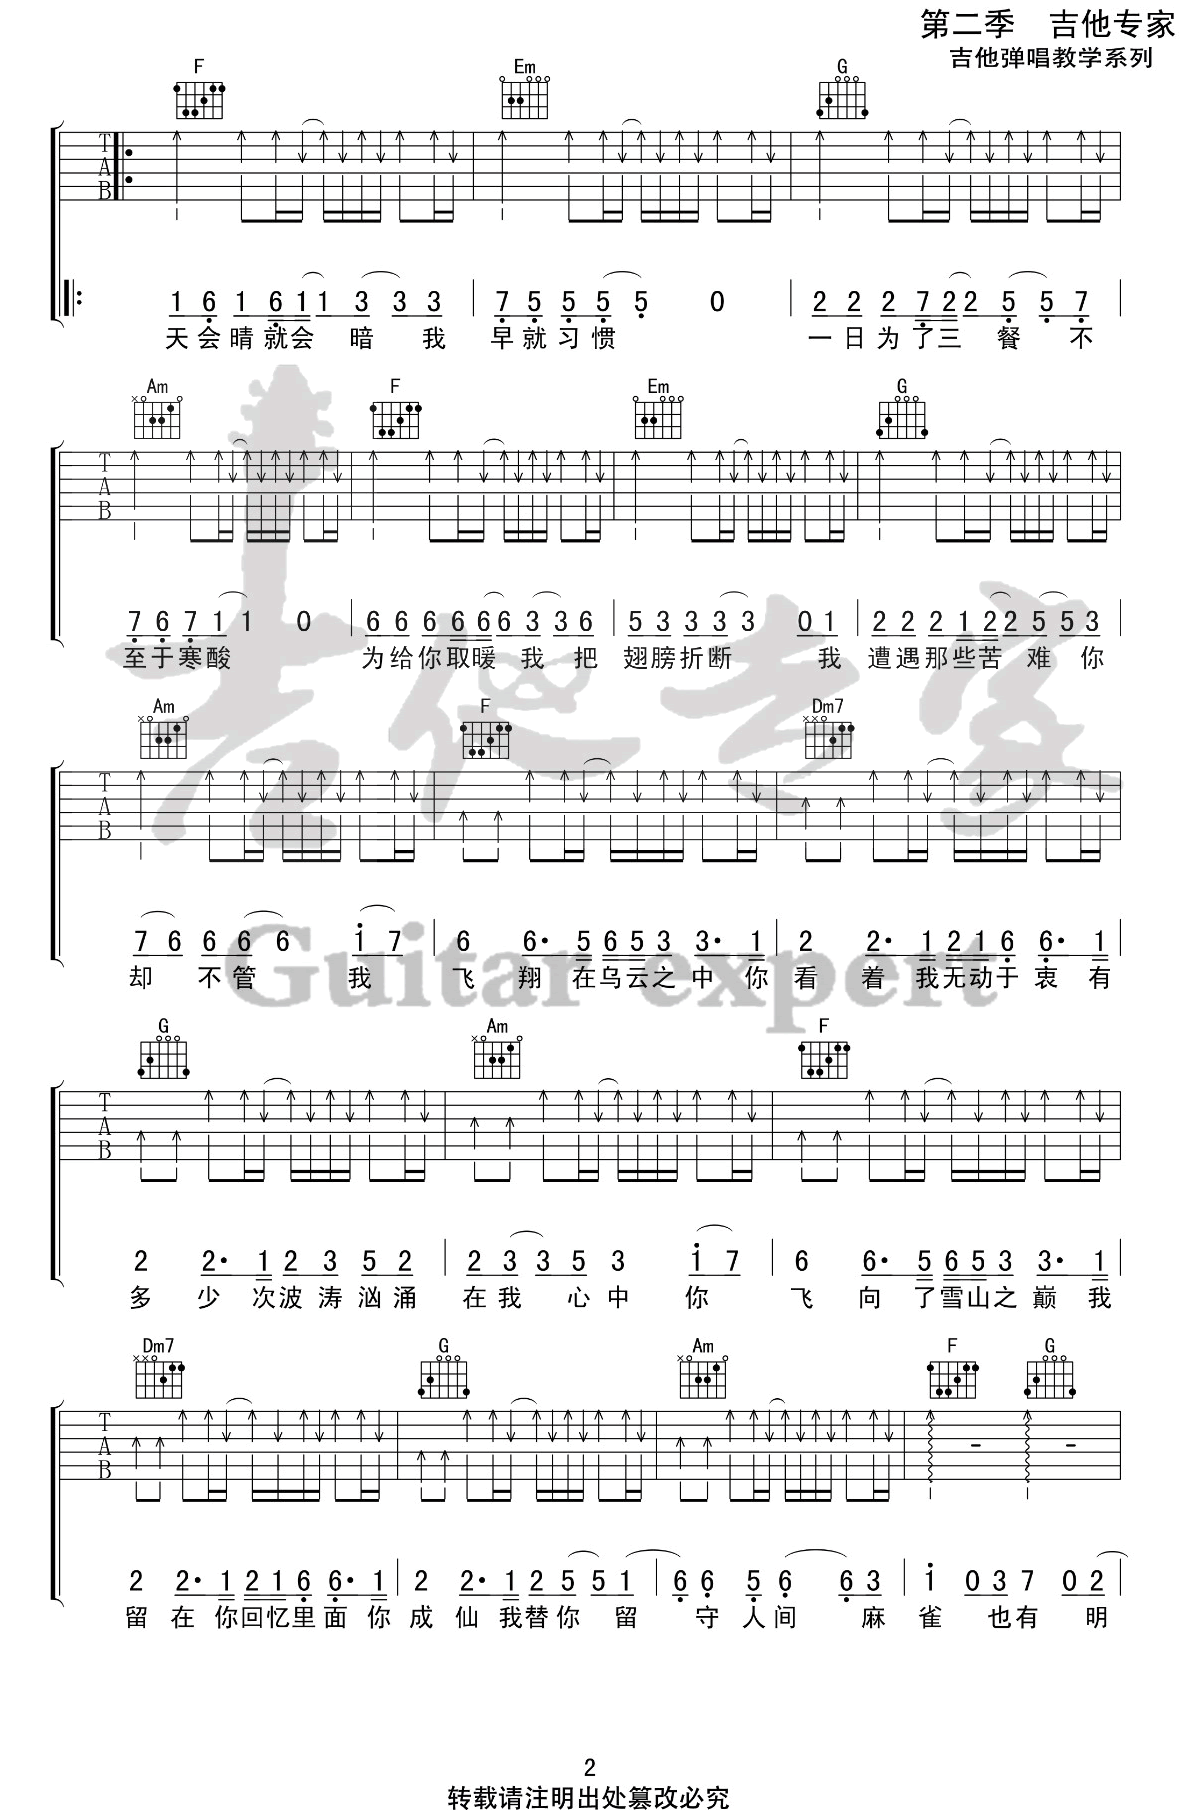 第二季 吉他专家
吉他弹唱教学系列
F Em G
T A B
1 6 1 6 1 1 3 3 3 7 5 5 5 5 0 2 2 2 7 2 2 5 5 7
天会晴就会 暗 我 早就习惯 一日为了三 餐 不
Am F Em G
T A B
7 6 7 1 1 0 6 6 6 6 6 6 3 3 6 5 3 3 3 3 0 1 2 2 2 1 2 2 5 5 3
至于寒酸 为给你取暖 我 把 翅膀折断 我 遭遇那些苦 难 你
Am F Dm7
T A B
7 6 6 6 6 1 7 6 6· 5 6 5 3 3· 1 2 2· 1 2 1 6 6· 1
却 不管 我 飞 翔 在乌云之中你 看 着 我无动于 衷 有
Guitar expert
G Am F
T A B
2 2· 1 2 3 5 2 2 3 3 5 3 1 7 6 6· 5 6 5 3 3· 1
多 少 次波涛汹涌 在我 心中 你 飞 向 了雪山之巅 我
Dm7 G Am F G
T A B
2 2· 1 2 1 6 6· 1 2 2· 1 2 5 5 1 6 6 5 6 6 3 1 0 3 7 0 2
留 在 你回忆里面你 成 仙 我替你 留 守 人间 麻 雀 也有 明
Guitar expert
2
转载请注明出处篡改必究